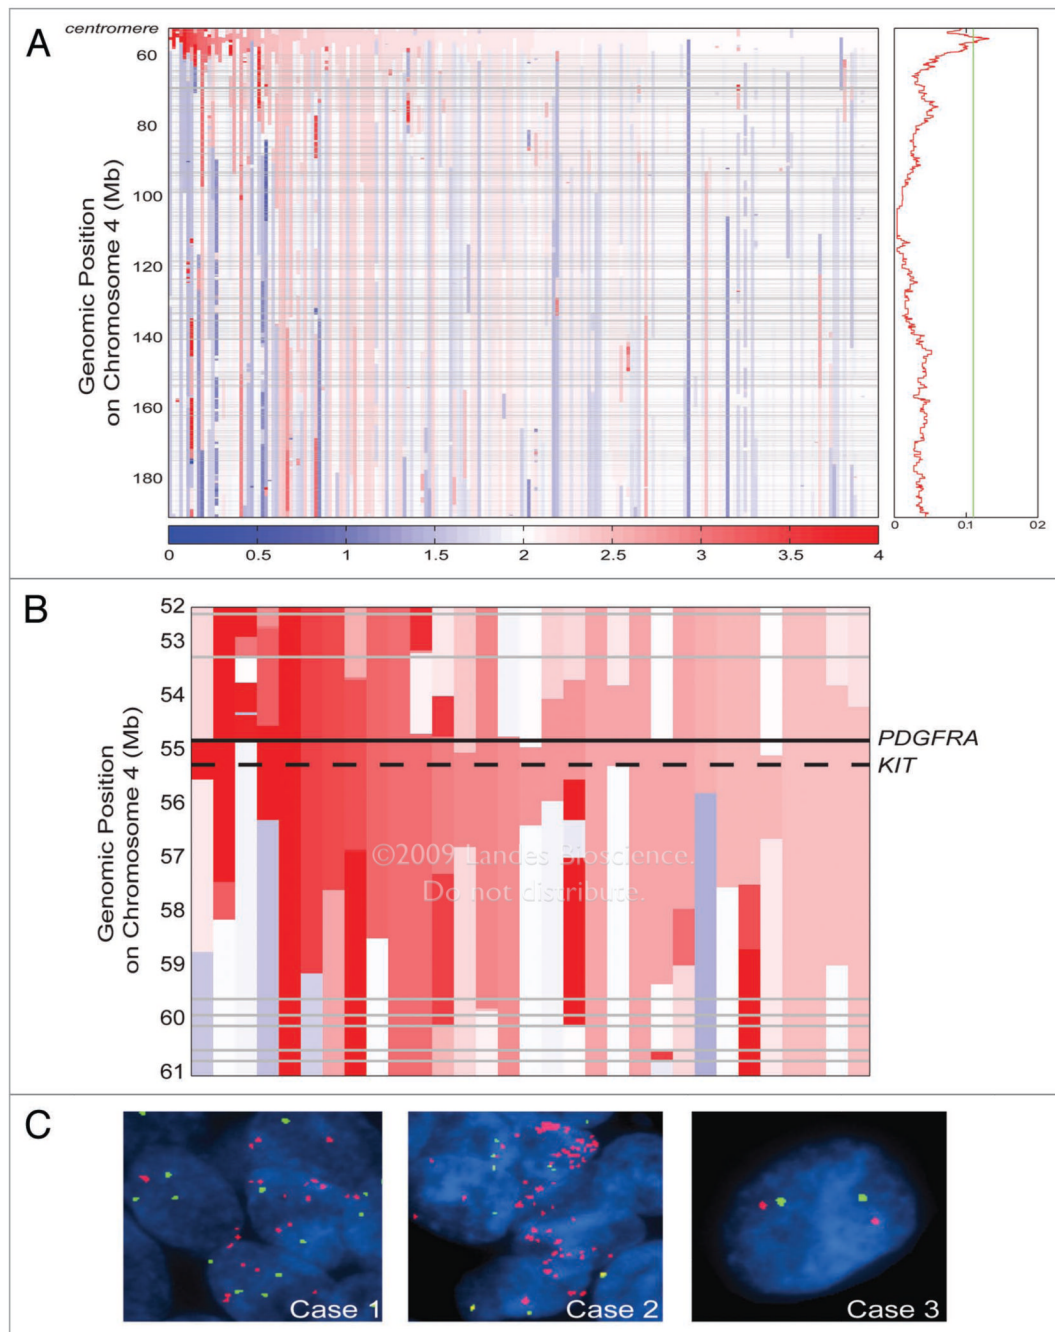 A
centromere
60
80
100
120
140
160
180
Genomic Position
on Chromosome 4 (Mb)
0
0.5
1
1.5
2
2.5
3
3.5
4
0
0.1
0.2
B
52
53
54
55
56
57
58
59
60
61
Genomic Position
on Chromosome 4 (Mb)
PDGFRA
KIT
©2009 Landes Bioscience.
Do not distribute.
C
Case 1
Case 2
Case 3